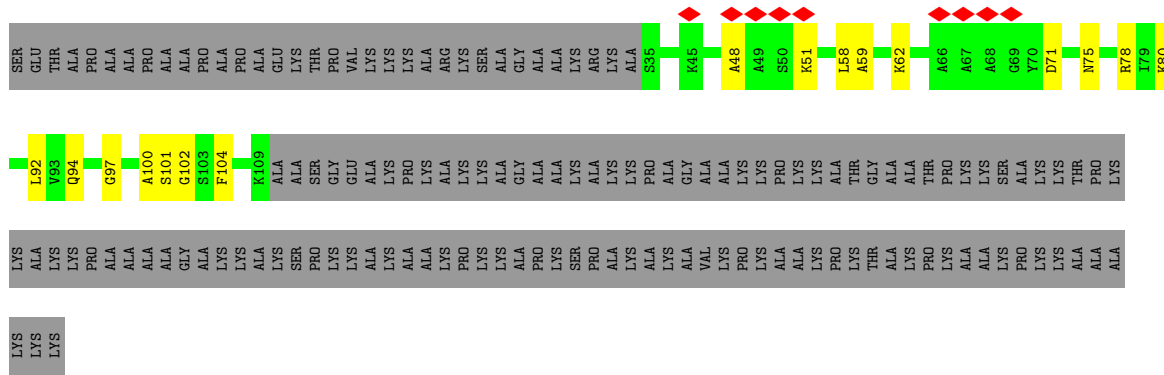 SER GLU THR ALA PRO ALA ALA PRO ALA ALA PRO ALA PRO ALA GLU LYS THR PRO VAL LYS LYS LYS ALA ARG LYS SER ALA GLY ALA ALA LYS ARG LYS ALA S35 K45 A48 A49 S50 K51 L58 A59 K62 A66 A67 A68 G69 Y70 D71 N75 R78 I79 K80
L92 V93 Q94 G97 A100 S101 G102 S103 F104 K109 ALA ALA SER GLY GLU ALA LYS PRO LYS ALA LYS LYS ALA GLY ALA ALA LYS ALA LYS LYS PRO ALA GLY ALA ALA LYS LYS PRO LYS LYS ALA THR GLY ALA ALA THR PRO LYS LYS SER ALA LYS LYS THR PRO LYS
LYS ALA LYS LYS PRO ALA ALA ALA ALA GLY ALA LYS LYS ALA LYS SER PRO LYS LYS ALA LYS ALA ALA LYS PRO LYS LYS ALA PRO LYS SER PRO ALA LYS ALA LYS ALA VAL LYS PRO LYS ALA ALA LYS PRO LYS THR ALA LYS PRO LYS ALA ALA LYS PRO LYS LYS ALA ALA ALA
LYS LYS LYS